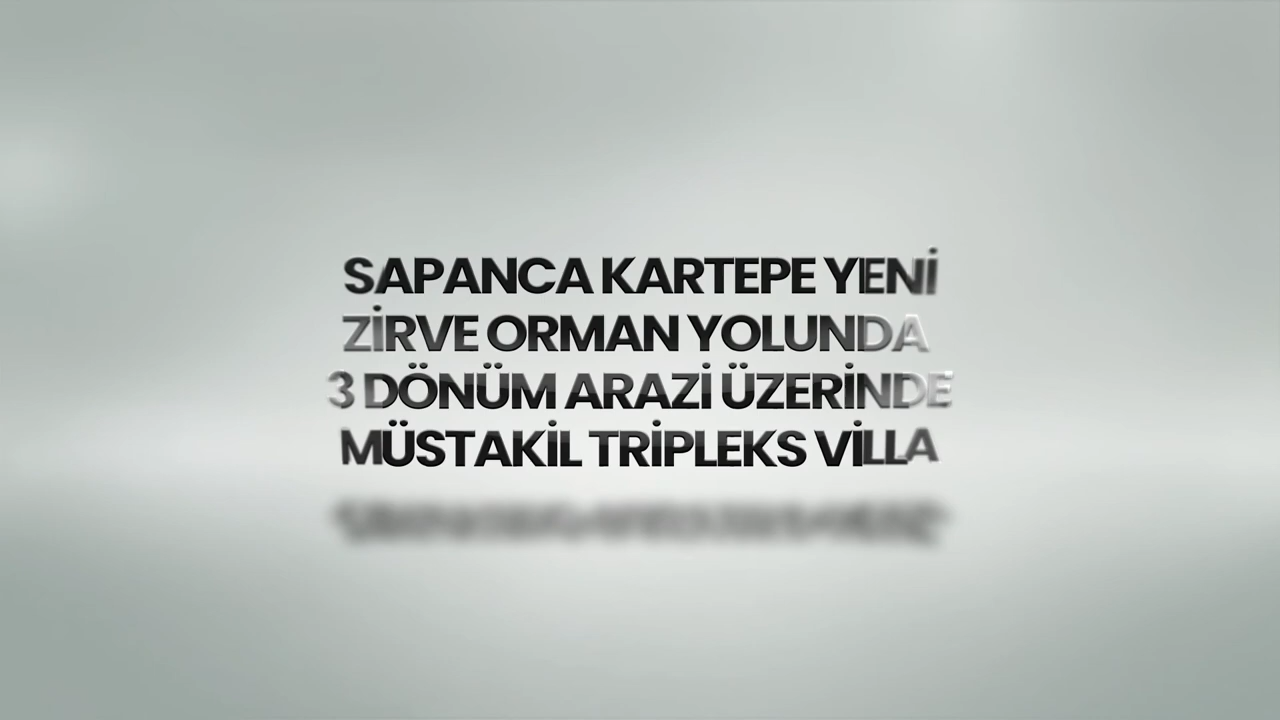 SAPANCA KARTEPE YENİ
ZİRVE ORMAN YOLUNDA
3 DÖNÜM ARAZİ ÜZERİNDE
MÜSTAKİL TRİPLEKS VİLLA